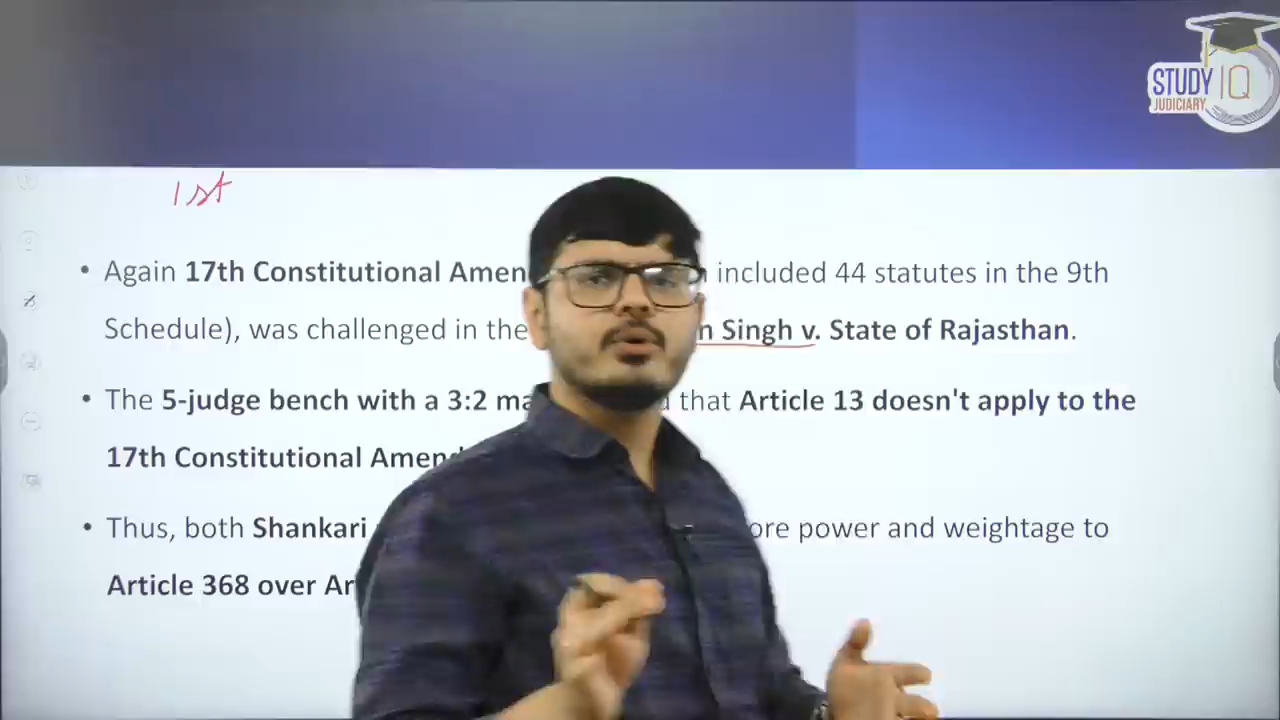 STUDY IQ
JUDICIARY
1st
• Again 17th Constitutional Amen included 44 statutes in the 9th
Schedule), was challenged in the n Singh v. State of Rajasthan.
• The 5-judge bench with a 3:2 ma that Article 13 doesn't apply to the
17th Constitutional Amend
• Thus, both Shankari ore power and weightage to
Article 368 over Ar